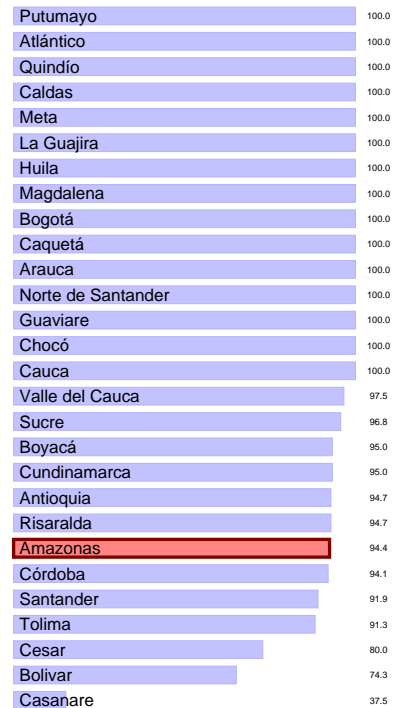 Putumayo 100.0
Atlántico 100.0
Quindío 100.0
Caldas 100.0
Meta 100.0
La Guajira 100.0
Huila 100.0
Magdalena 100.0
Bogotá 100.0
Caquetá 100.0
Arauca 100.0
Norte de Santander 100.0
Guaviare 100.0
Chocó 100.0
Cauca 100.0
Valle del Cauca 97.5
Sucre 96.8
Boyacá 95.0
Cundinamarca 95.0
Antioquia 94.7
Risaralda 94.7
Amazonas 94.4
Córdoba 94.1
Santander 91.9
Tolima 91.3
Cesar 80.0
Bolivar 74.3
Casanare 37.5